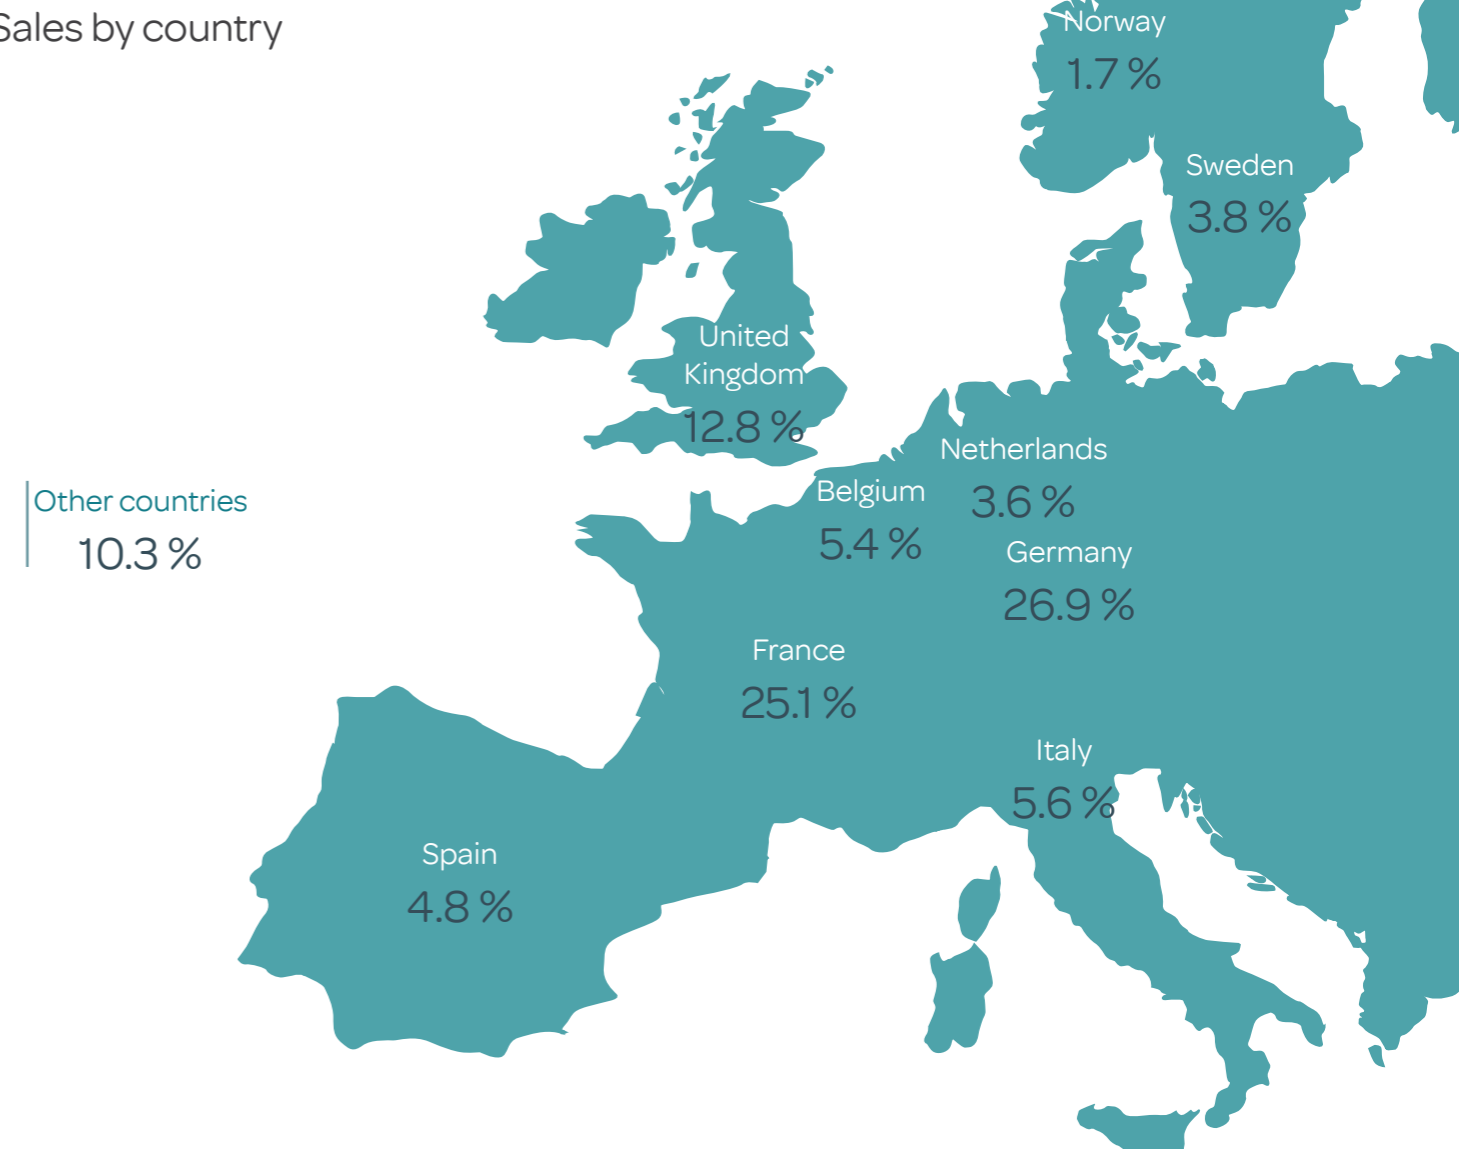 Sales by country
Norway
1.7 %
Sweden
3.8 %
United
Kingdom
12.8 %
Netherlands
3.6 %
Belgium
5.4 %
Other countries
10.3 %
Germany
26.9 %
France
25.1 %
Italy
5.6 %
Spain
4.8 %